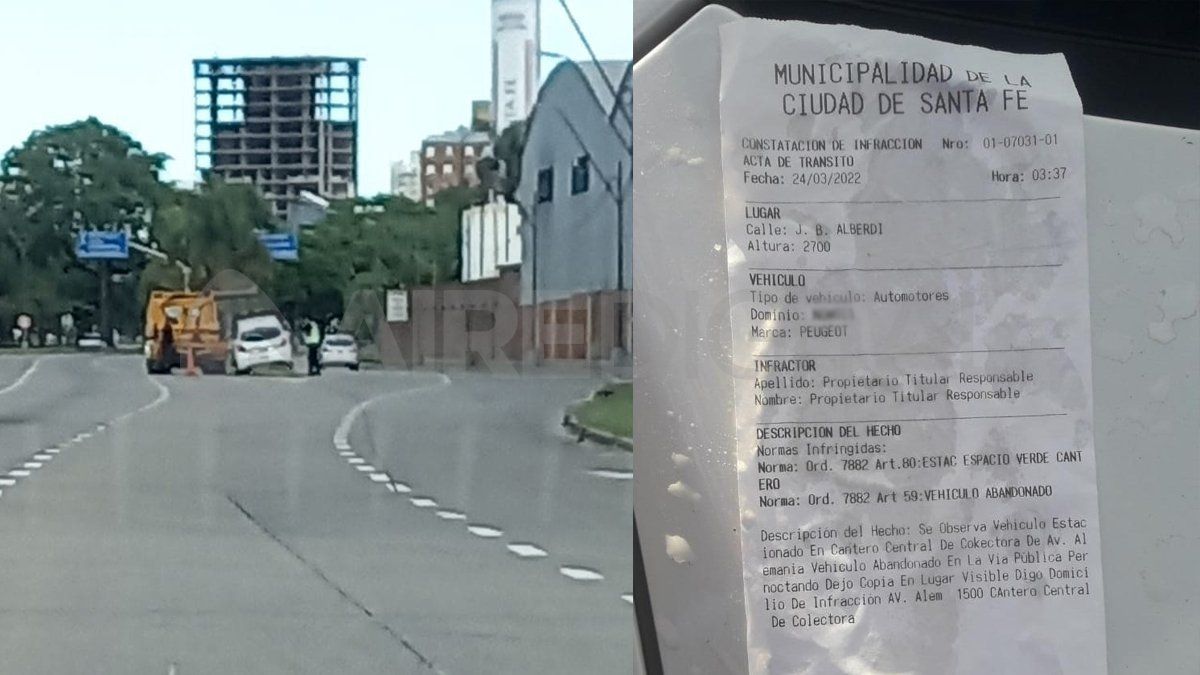 AIREDIG
MUNICIPALIDAD DE LA
CIUDAD DE SANTA FE
CONSTATACION DE INFRACCION Nro: 01-07031-01
ACTA DE TRANSITO
Fecha: 24/03/2022 Hora: 03:37
LUGAR
Calle: J. B. ALBERDI
Altura: 2700
VEHICULO
Tipo de vehiculo: Automotores
Dominio:
Marca: PEUGEOT
INFRACTOR
Apellido: Propietario Titular Responsable
Nombre: Propietario Titular Responsable
DESCRIPCION DEL HECHO
Normas Infringidas:
Norma: Ord. 7882 Art.80:ESTAC ESPACIO VERDE CANT
ERO
Norma: Ord. 7882 Art 59:VEHICULO ABANDONADO
Descripción del Hecho: Se Observa Vehiculo Estac
ionado En Cantero Central De Cokectora De Av. Al
emania Vehiculo Abandonado En La Via Pública Per
noctando Dejo Copia En Lugar Visible Digo Domici
lio De Infracción AV. Alem 1500 CAntero Central
De Colectora